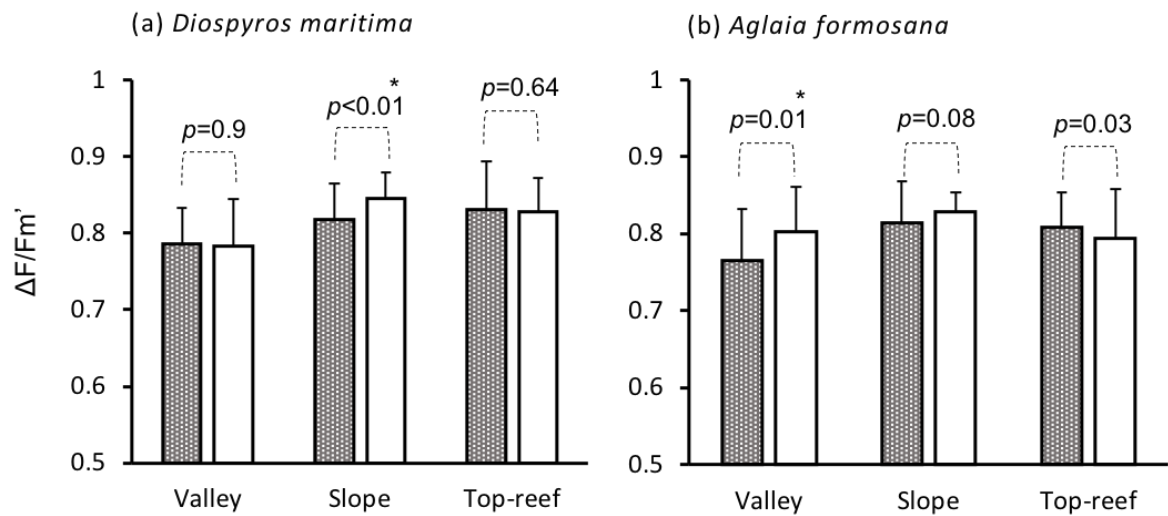 (a) Diospyros maritima
(b) Aglaia formosana
ΔF/Fm’
1
0.9
0.8
0.7
0.6
0.5
p=0.9
*
p<0.01
p=0.64
Valley Slope Top-reef
1
0.9
0.8
0.7
0.6
0.5
*
p=0.01
p=0.08
p=0.03
Valley Slope Top-reef